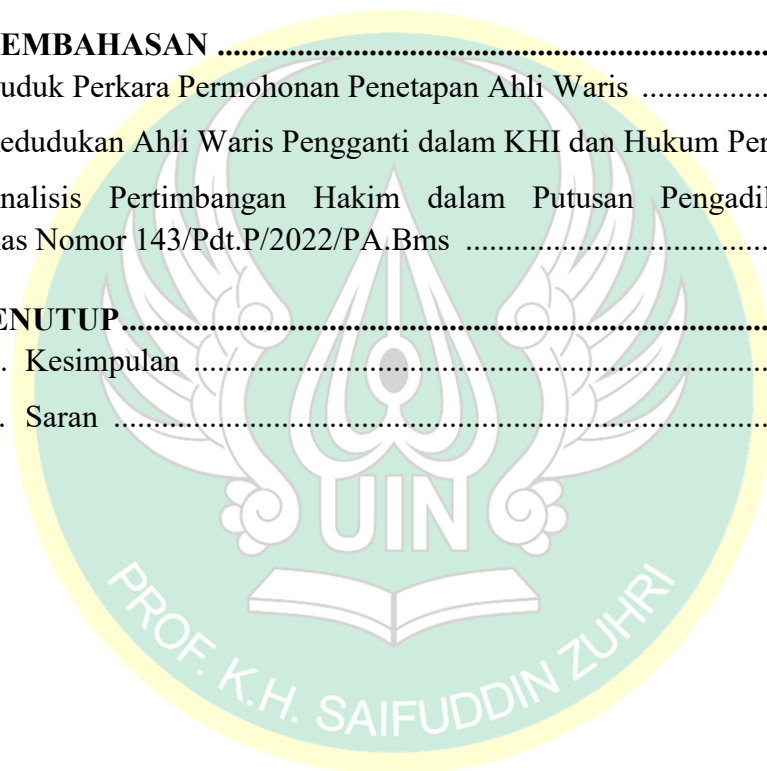 EMBAHASAN ........................................................................
uduk Perkara Permohonan Penetapan Ahli Waris ................
edudukan Ahli Waris Pengganti dalam KHI dan Hukum Per
nalisis Pertimbangan Hakim dalam Putusan Pengadil
as Nomor 143/Pdt.P/2022/PA.Bms ......................................
ENUTUP...................................................................................
. Kesimpulan ........................................................................
. Saran ..................................................................................
UIN
PROF. K.H. SAIFUDDIN ZUHRI